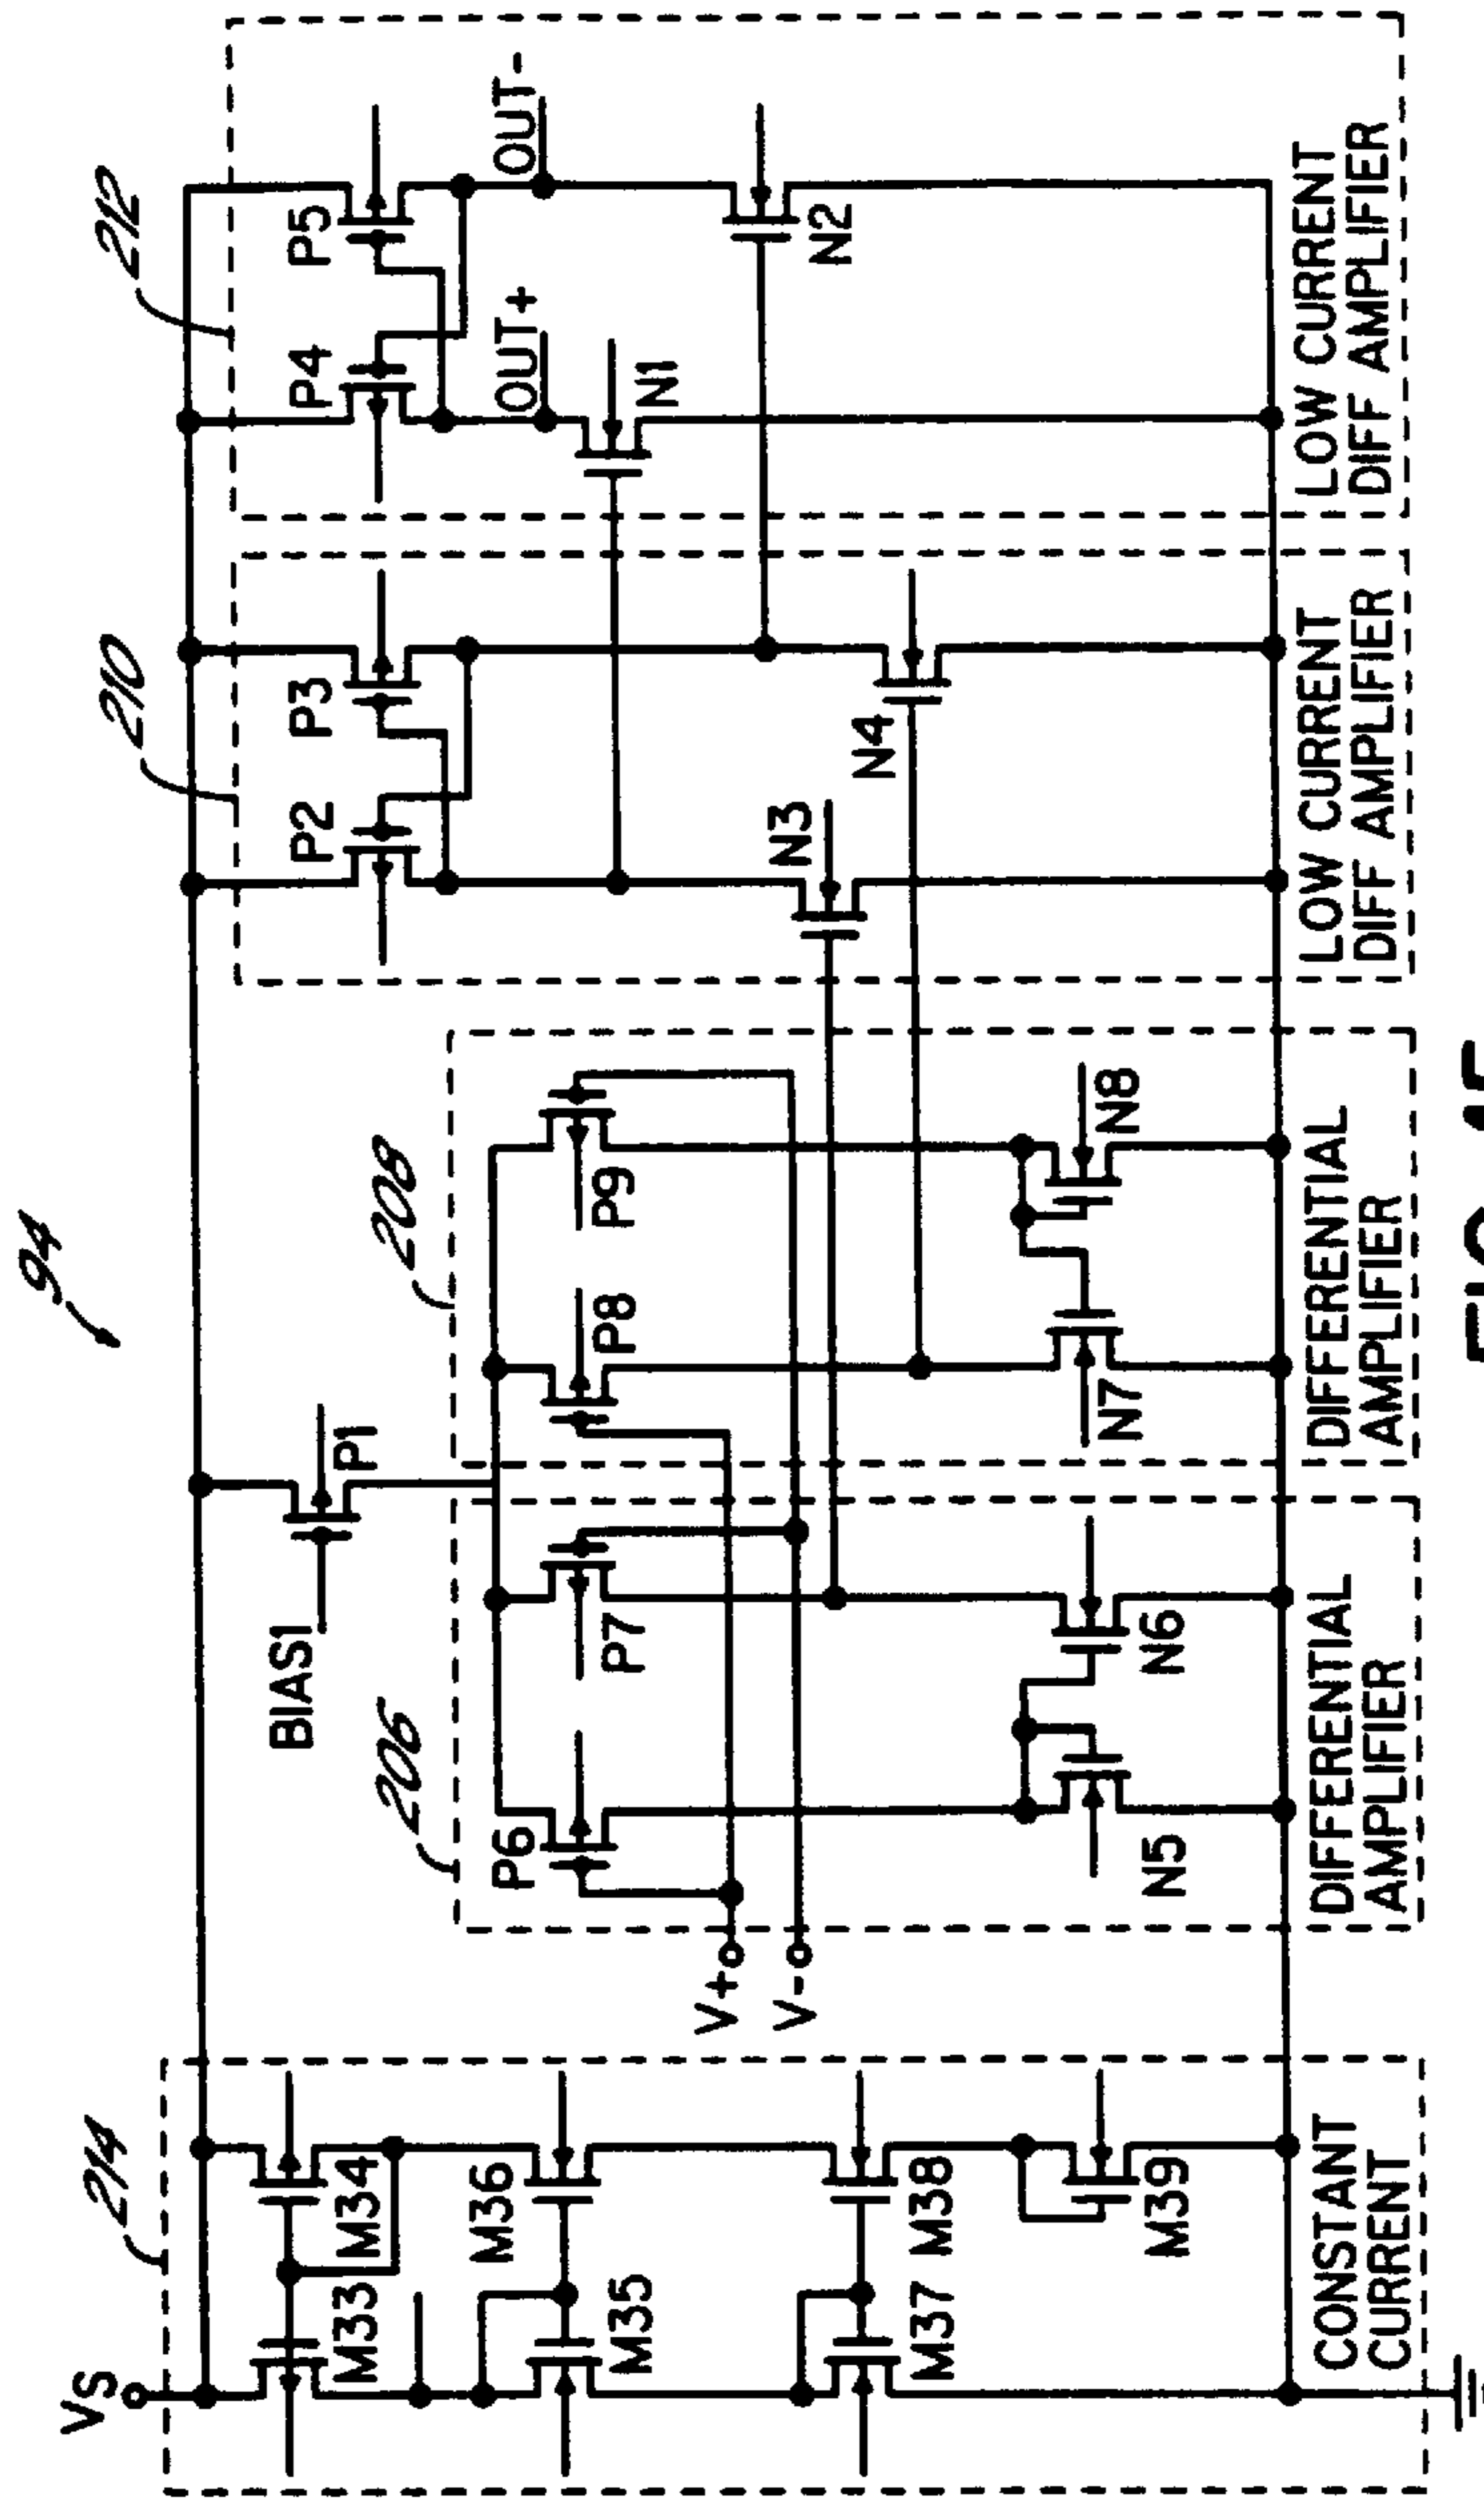 94
VS
214
M33
M34
M35
M36
M37
M38
M39
CONSTANT
CURRENT
V+
V-
BIAS1
P1
206
P6
P7
N5
N6
DIFFERENTIAL
AMPLIFIER
P8
P9
N7
N8
DIFFERENTIAL
AMPLIFIER
210
P2
P3
N3
N4
LOW CURRENT
DIFF AMPLIFIER
212
P4
P5
OUT+
OUT-
N1
N2
LOW CURRENT
DIFF AMPLIFIER